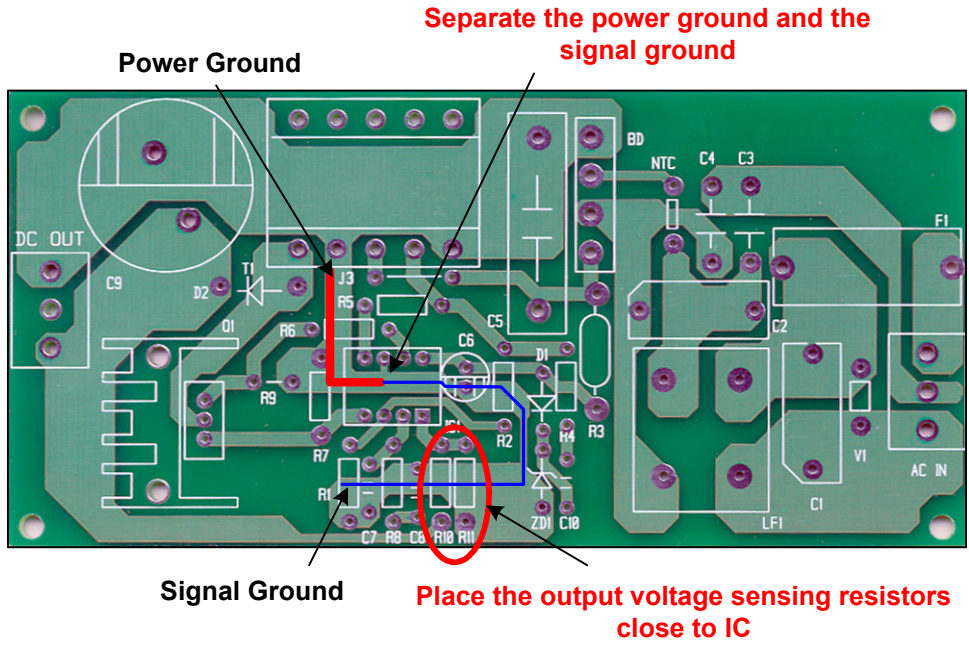 Separate the power ground and the
signal ground
Power Ground
BD
NTC
C4
C3
F1
DC OUT
T1
J3
C9
D2
R5
Q1
R6
C5
C2
C6
D1
R9
IC1
R2
R4
R3
R7
V1
AC IN
R1
C1
LF1
C7
R8
C8
R10
R11
ZD1
C10
Signal Ground
Place the output voltage sensing resistors
close to IC